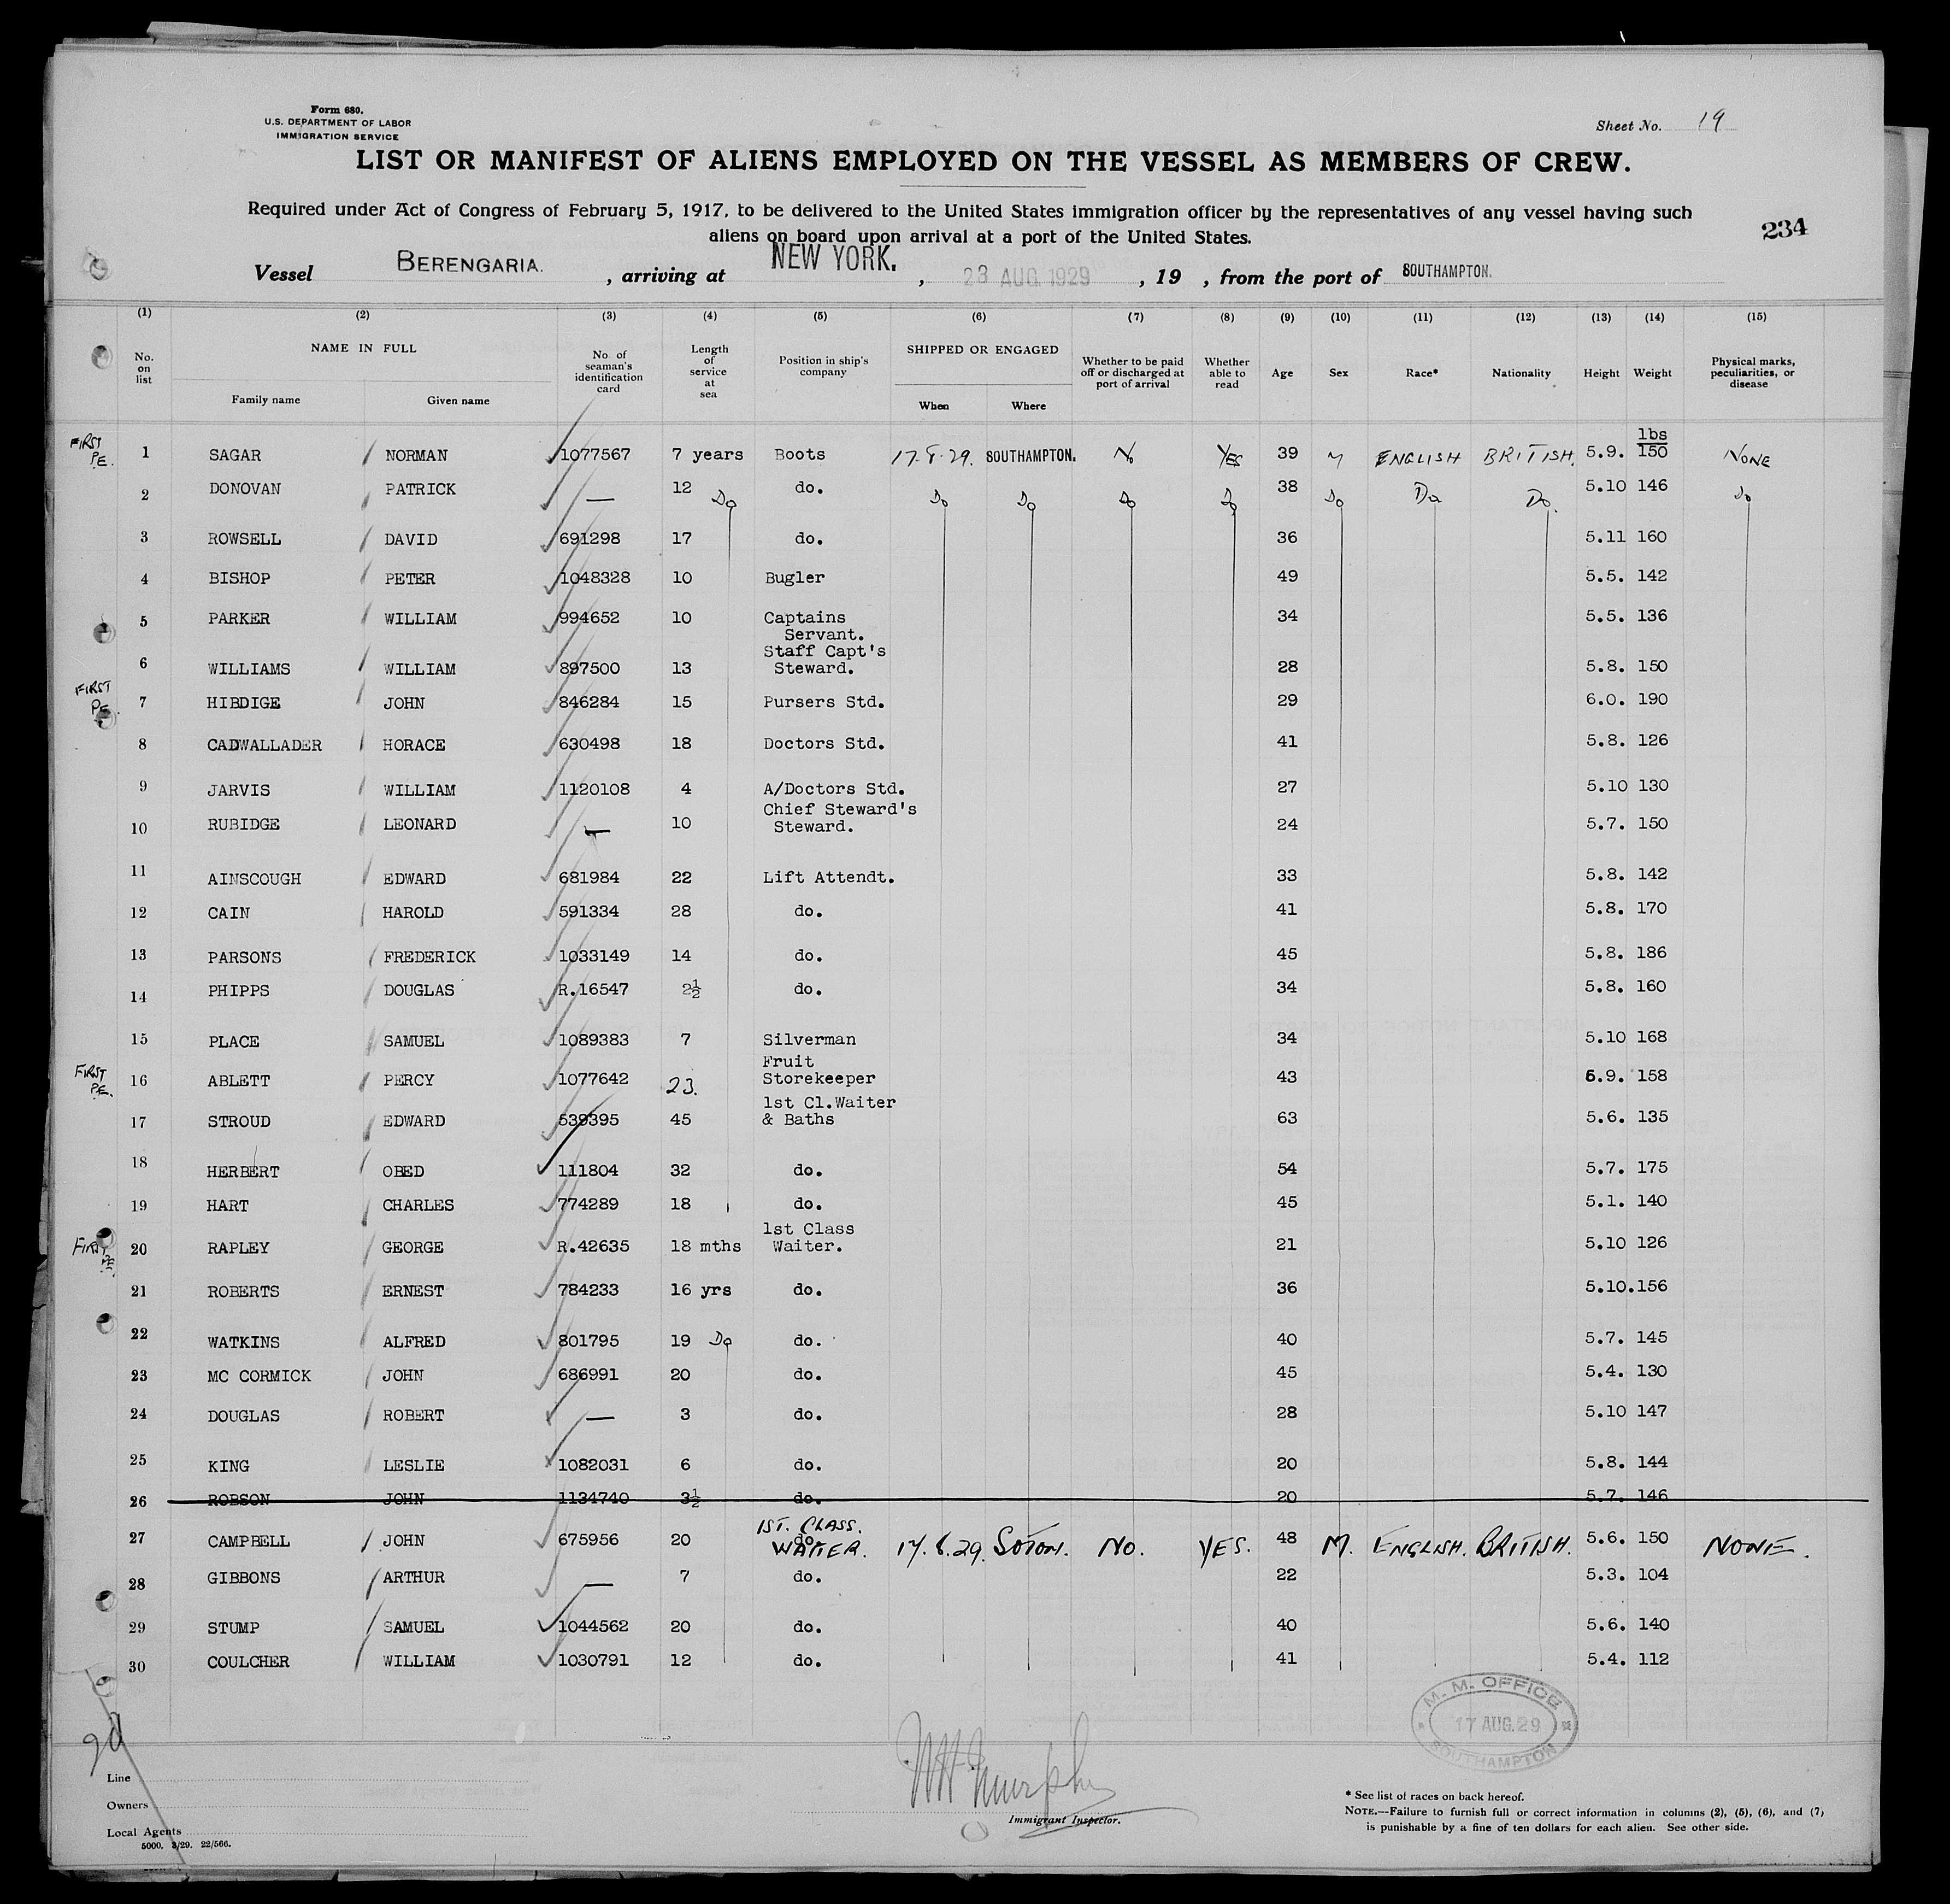 Form 680.
U.S. DEPARTMENT OF LABOR
IMMIGRATION SERVICE
Sheet No. 19
LIST OR MANIFEST OF ALIENS EMPLOYED ON THE VESSEL AS MEMBERS OF CREW.
Required under Act of Congress of February 5, 1917, to be delivered to the United States immigration officer by the representatives of any vessel having such
aliens on board upon arrival at a port of the United States.
234
Vessel BERENGARIA. , arriving at NEW YORK. , 23 AUG 1929 , 19 , from the port of SOUTHAMPTON.
(1) (2) (3) (4) (5) (6) (7) (8) (9) (10) (11) (12) (13) (14) (15)
No. on list NAME IN FULL Family name Given name No. of seaman's identification card Length of service at sea Position in ship's company SHIPPED OR ENGAGED When Where Whether to be paid off or discharged at port of arrival Whether able to read Age Sex Race* Nationality Height Weight Physical marks, peculiarities, or disease
lbs
FIRST P.E. 1 SAGAR NORMAN 1077567 7 years Boots 17.8.29. SOUTHAMPTON. No YES 39 M ENGLISH BRITISH. 5.9. 150 NONE
2 DONOVAN PATRICK — 12 Do do. Do Do Do Do 38 Do Do Do. 5.10 146 Do
3 ROWSELL DAVID 691298 17 do. 36 5.11 160
4 BISHOP PETER 1048328 10 Bugler 49 5.5. 142
5 PARKER WILLIAM 994652 10 Captains Servant. 34 5.5. 136
6 WILLIAMS WILLIAM 897500 13 Staff Capt's Steward. 28 5.8. 150
FIRST P.E. 7 HIBDIGE JOHN 846284 15 Pursers Std. 29 6.0. 190
8 CADWALLADER HORACE 630498 18 Doctors Std. 41 5.8. 126
9 JARVIS WILLIAM 1120108 4 A/Doctors Std. 27 5.10 130
10 RUBIDGE LEONARD — 10 Chief Steward's Steward. 24 5.7. 150
11 AINSCOUGH EDWARD 681984 22 Lift Attendt. 33 5.8. 142
12 CAIN HAROLD 591334 28 do. 41 5.8. 170
13 PARSONS FREDERICK 1033149 14 do. 45 5.8. 186
14 PHIPPS DOUGLAS R.16547 2½ do. 34 5.8. 160
15 PLACE SAMUEL 1089383 7 Silverman 34 5.10 168
FIRST P.E. 16 ABLETT PERCY 1077642 23. Fruit Storekeeper 43 5.9. 158
17 STROUD EDWARD 539395 45 1st Cl.Waiter & Baths 63 5.6. 135
18 HERBERT OBED 111804 32 do. 54 5.7. 175
19 HART CHARLES 774289 18 do. 45 5.1. 140
FIRST P.E. 20 RAPLEY GEORGE R.42635 18 mths 1st Class Waiter. 21 5.10 126
21 ROBERTS ERNEST 784233 16 yrs do. 36 5.10. 156
22 WATKINS ALFRED 801795 19 Do do. 40 5.7. 145
23 MC CORMICK JOHN 686991 20 do. 45 5.4. 130
24 DOUGLAS ROBERT — 3 do. 28 5.10 147
25 KING LESLIE 1082031 6 do. 20 5.8. 144
26 ROBSON JOHN 1134740 3½ do. 20 5.7. 146
27 CAMPBELL JOHN 675956 20 do. 1ST. CLASS. WAITER. 17.8.29. SOTON. NO. YES. 48 M. ENGLISH. BRITISH. 5.6. 150 NONE.
28 GIBBONS ARTHUR — 7 do. 22 5.3. 104
29 STUMP SAMUEL 1044562 20 do. 40 5.6. 140
30 COULCHER WILLIAM 1030791 12 do. 41 5.4. 112
M. M. OFFICE
17 AUG. 29
SOUTHAMPTON
Line
Owners
Local Agents
5000. 3/29. 22/566.
Immigrant Inspector.
* See list of races on back hereof.
NOTE.—Failure to furnish full or correct information in columns (2), (5), (6), and (7)
is punishable by a fine of ten dollars for each alien. See other side.